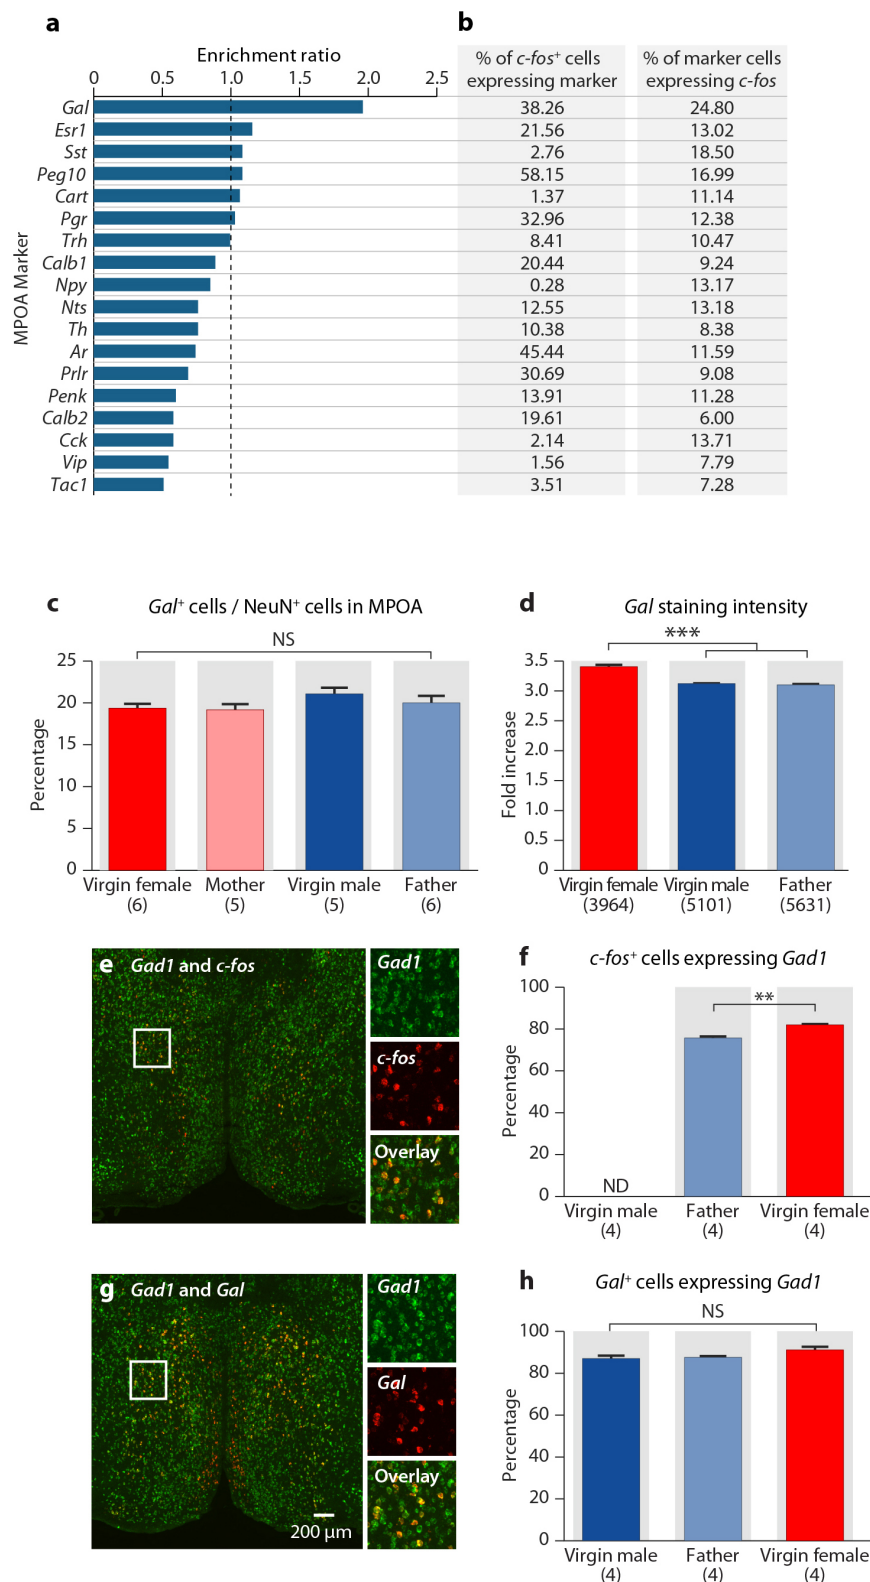 a
Enrichment ratio
0 0.5 1.0 1.5 2.0 2.5
MPOA Marker
Gal
Esr1
Sst
Peg10
Cart
Pgr
Trh
Calb1
Npy
Nts
Th
Ar
Prlr
Penk
Calb2
Cck
Vip
Tac1
b
% of c-fos⁺ cells expressing marker
% of marker cells expressing c-fos
38.26 24.80
21.56 13.02
2.76 18.50
58.15 16.99
1.37 11.14
32.96 12.38
8.41 10.47
20.44 9.24
0.28 13.17
12.55 13.18
10.38 8.38
45.44 11.59
30.69 9.08
13.91 11.28
19.61 6.00
2.14 13.71
1.56 7.79
3.51 7.28
c
Gal⁺ cells / NeuN⁺ cells in MPOA
NS
Percentage
25
20
15
10
5
0
Virgin female Mother Virgin male Father
(6) (5) (5) (6)
d
Gal staining intensity
***
Fold increase
3.5
3.0
2.5
2.0
1.5
1.0
0.5
0
Virgin female Virgin male Father
(3964) (5101) (5631)
e Gad1 and c-fos
Gad1
c-fos
Overlay
f
c-fos⁺ cells expressing Gad1
**
Percentage
100
80
60
40
20
0
ND
Virgin male Father Virgin female
(4) (4) (4)
g Gad1 and Gal
Gad1
Gal
Overlay
200 µm
h
Gal⁺ cells expressing Gad1
NS
Percentage
100
80
60
40
20
0
Virgin male Father Virgin female
(4) (4) (4)